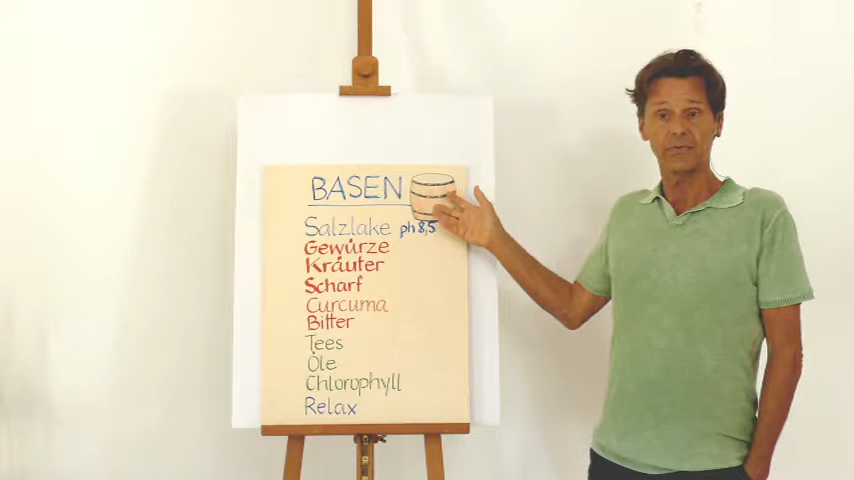 BASEN
Salzlake ph 8,5
Gewürze
Kräuter
Scharf
Curcuma
Bitter
Tees
Öle
Chlorophyll
Relax